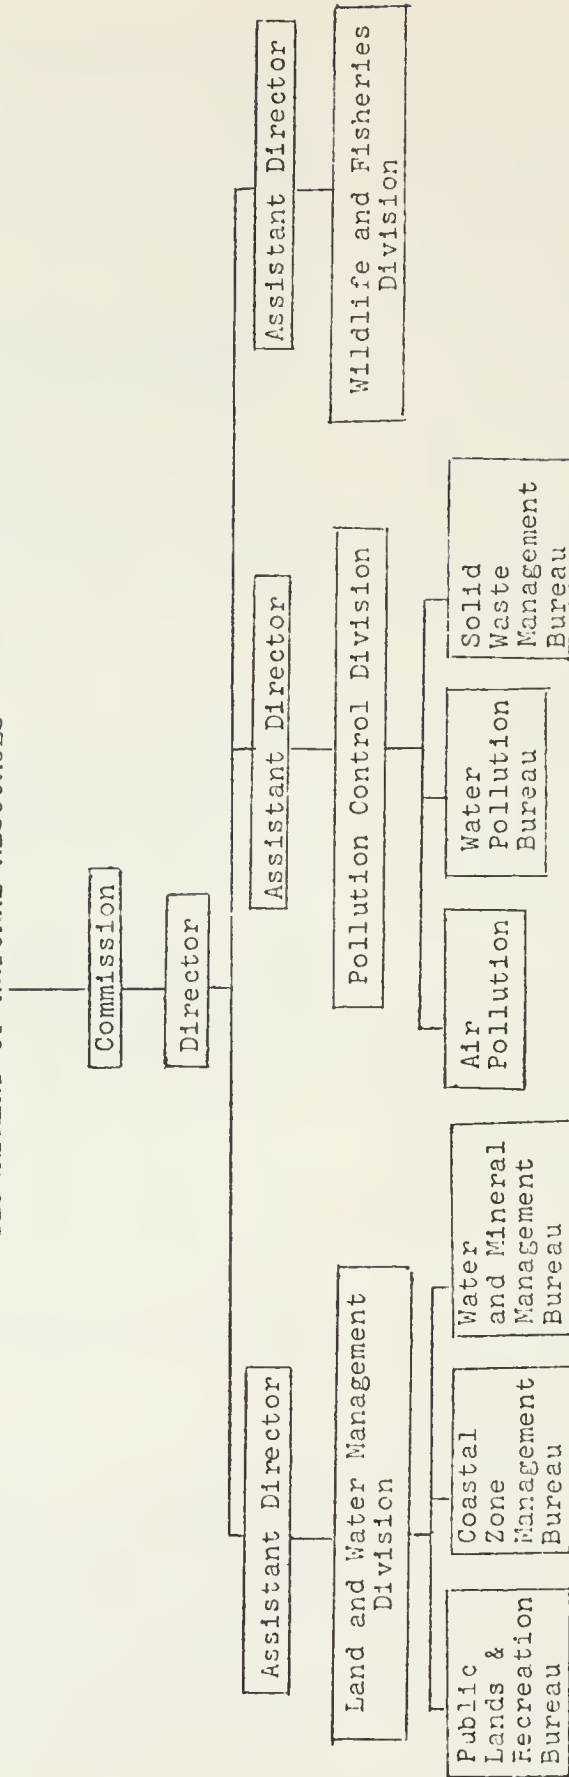 Commission
Director
Assistant Director
Land and Water Management
Division
Public
Lands &
Recreation
Bureau
Coastal
Zone
Management
Bureau
Water
and Mineral
Management
Bureau
Assistant Director
Pollution Control Division
Air
Pollution
Water
Pollution
Bureau
Solid
Waste
Management
Bureau
Assistant Director
Wildlife and Fisheries
Division